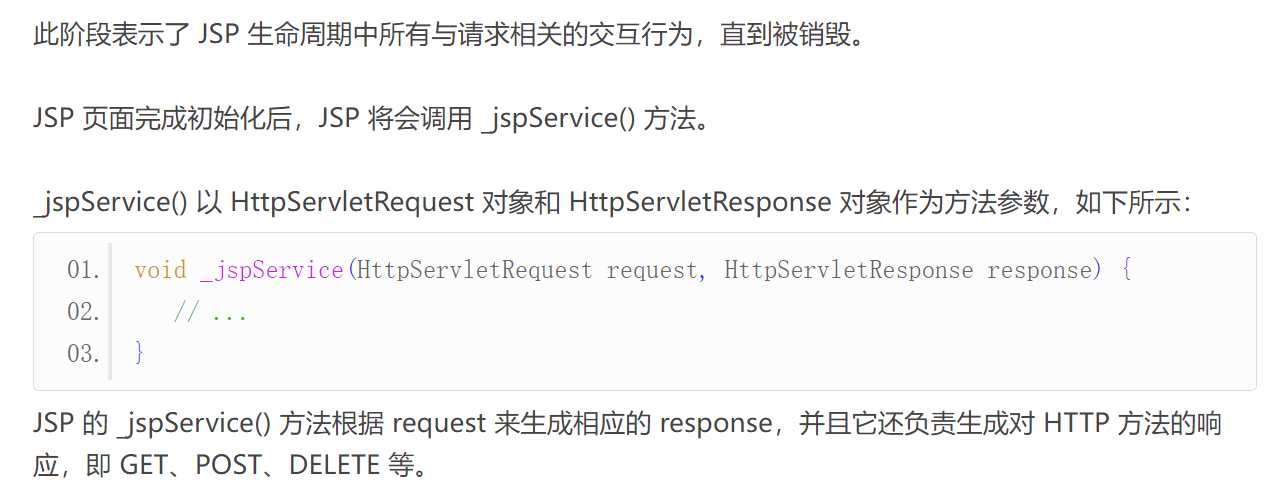 此阶段表示了 JSP 生命周期中所有与请求相关的交互行为，直到被销毁。
JSP 页面完成初始化后，JSP 将会调用 _jspService() 方法。
_jspService() 以 HttpServletRequest 对象和 HttpServletResponse 对象作为方法参数，如下所示：
01. void _jspService(HttpServletRequest request, HttpServletResponse response) {
02. // ...
03. }
JSP 的 _jspService() 方法根据 request 来生成相应的 response，并且它还负责生成对 HTTP 方法的响
应，即 GET、POST、DELETE 等。